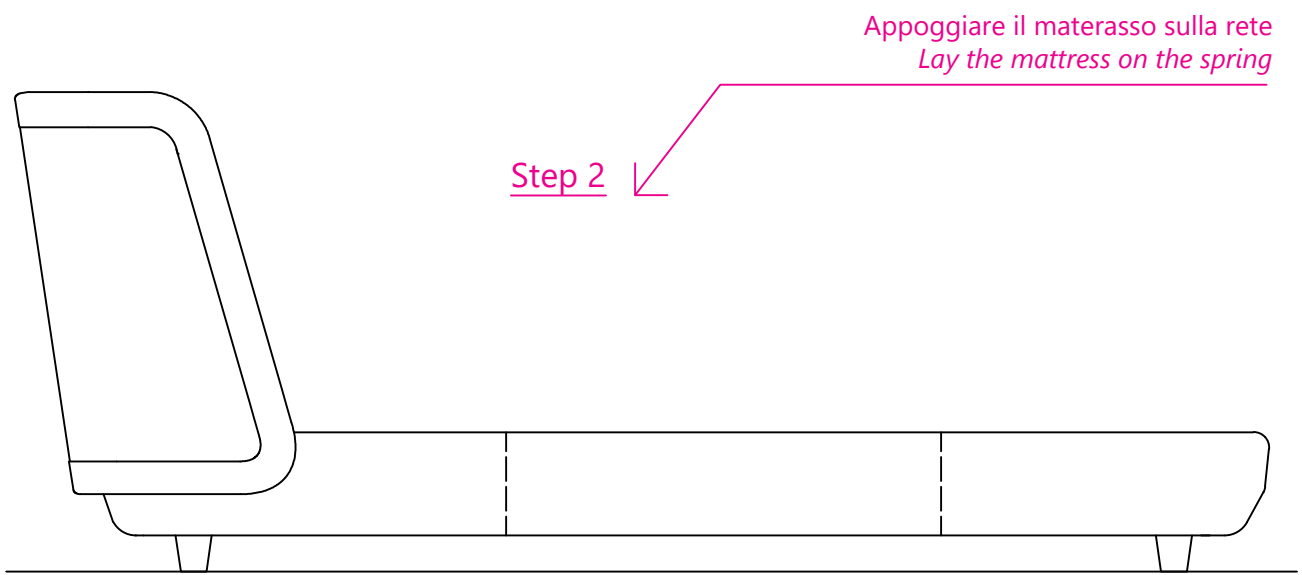 Appoggiare il materasso sulla rete
Lay the mattress on the spring
Step 2